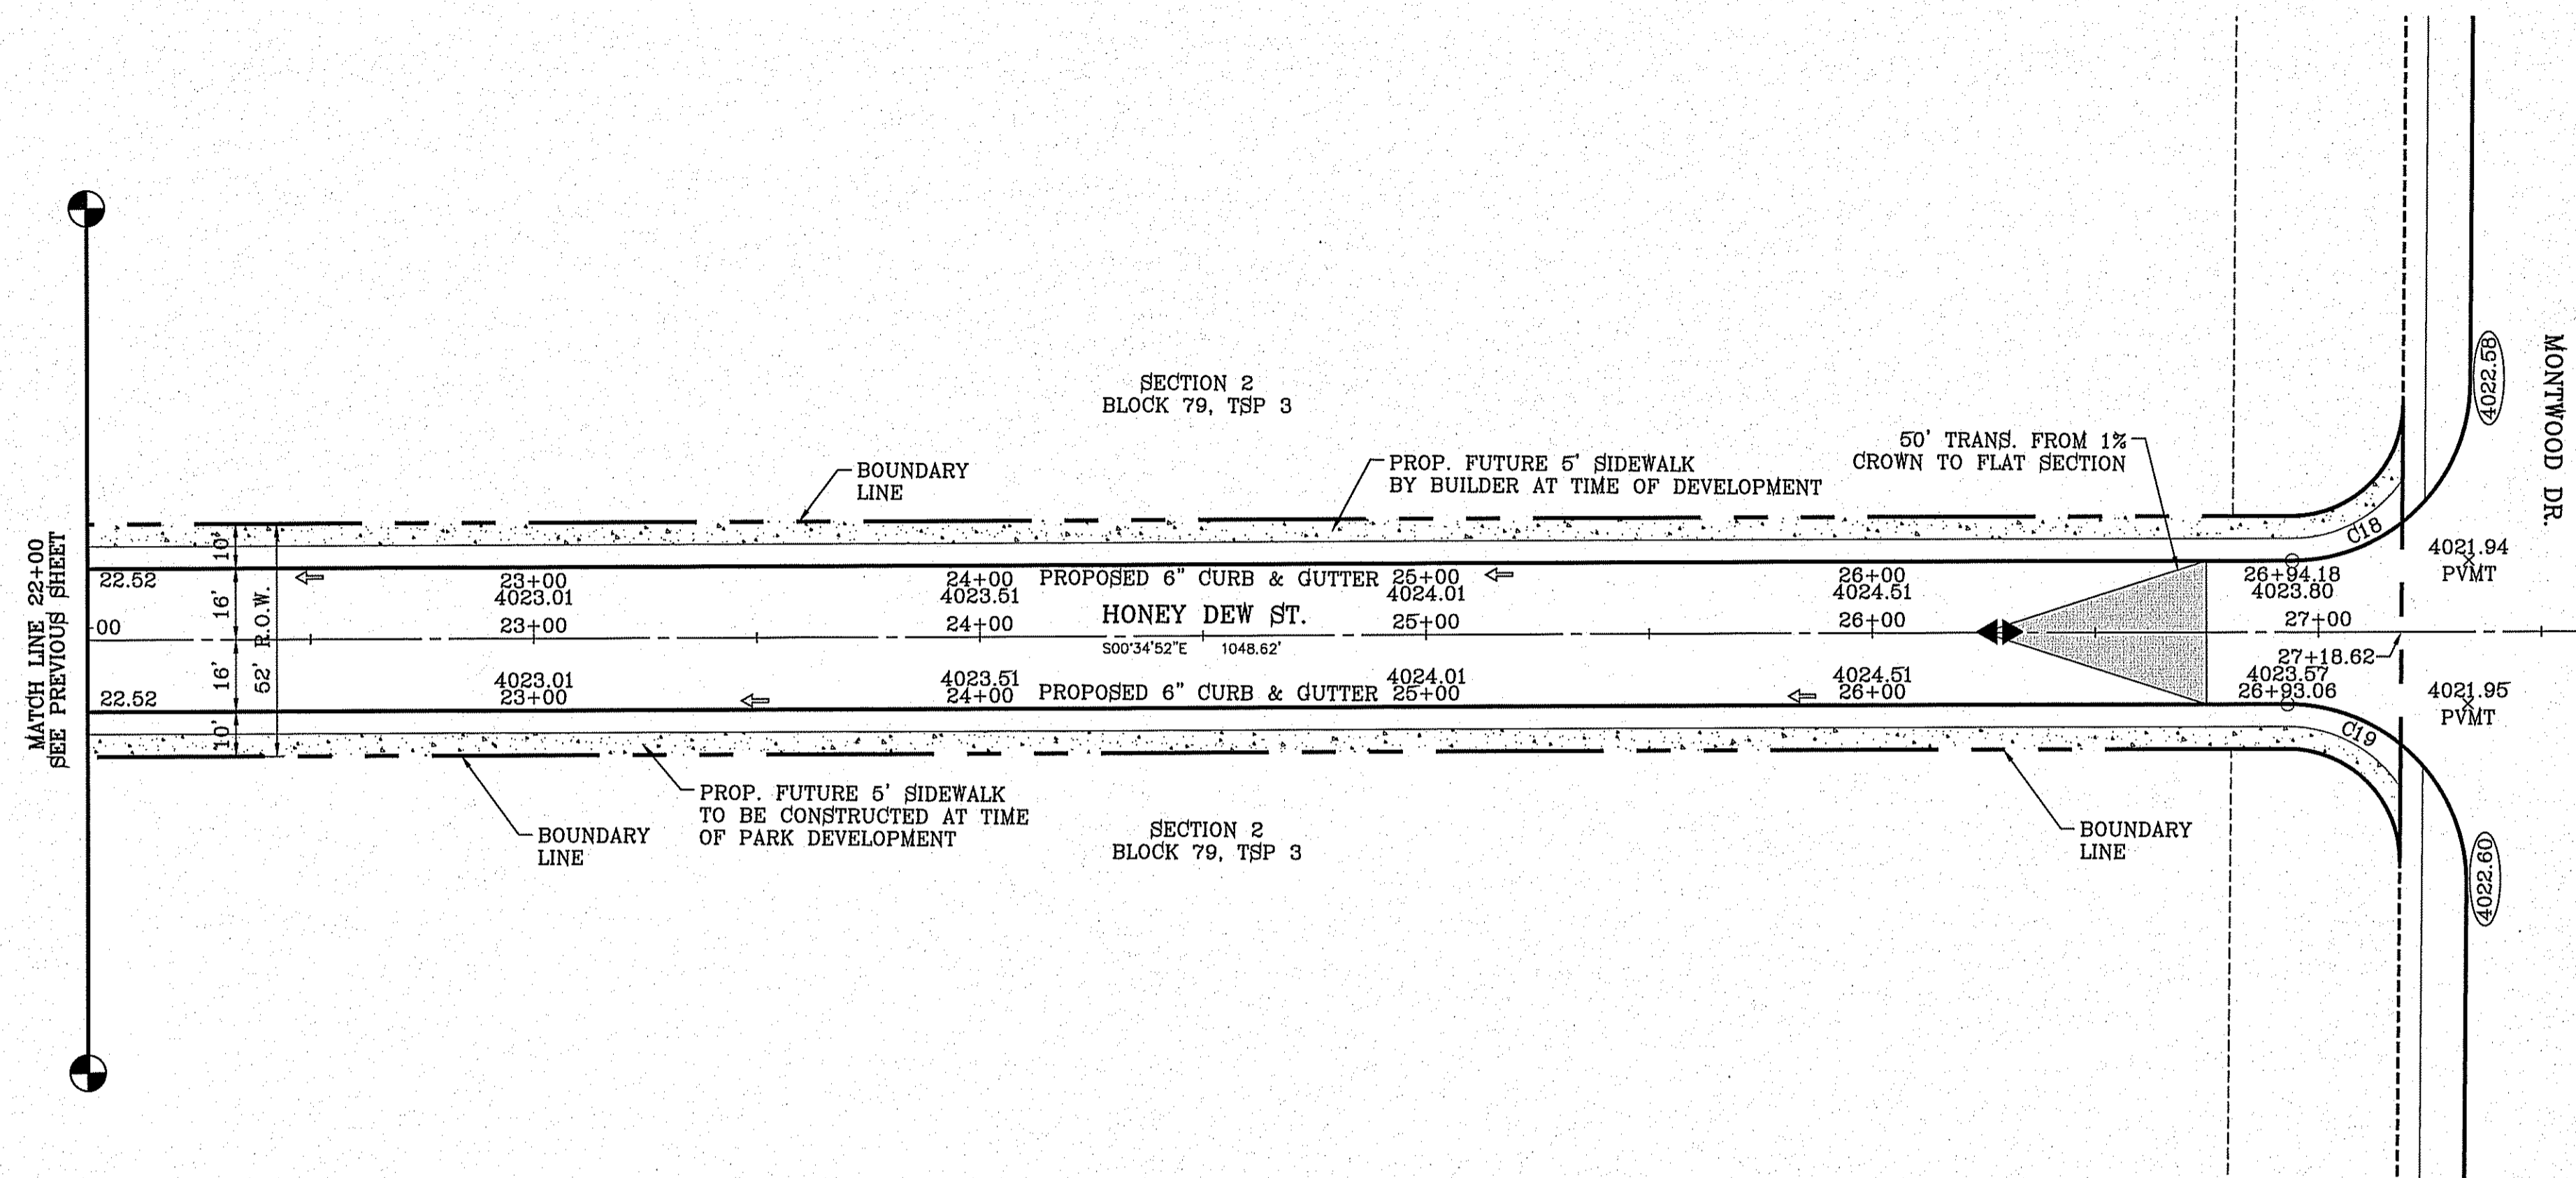 MATCH LINE 22+00
SEE PREVIOUS SHEET
SECTION 2
BLOCK 79, TSP 3
BOUNDARY
LINE
PROP. FUTURE 5' SIDEWALK
BY BUILDER AT TIME OF DEVELOPMENT
50' TRANS. FROM 1%
CROWN TO FLAT SECTION
MONTWOOD DR.
4022.58
C18
4021.94
PVMT
10'
16'
16'
10'
52' R.O.W.
22.52
23+00
4023.01
24+00
4023.51
PROPOSED 6" CURB & GUTTER
25+00
4024.01
26+00
4024.51
26+94.18
4023.80
00
23+00
24+00
HONEY DEW ST.
S00°34'52"E 1048.62'
25+00
26+00
27+00
27+18.62
22.52
4023.01
23+00
4023.51
24+00
PROPOSED 6" CURB & GUTTER
4024.01
25+00
4024.51
26+00
4023.57
26+93.06
4021.95
PVMT
C19
4022.60
BOUNDARY
LINE
PROP. FUTURE 5' SIDEWALK
TO BE CONSTRUCTED AT TIME
OF PARK DEVELOPMENT
SECTION 2
BLOCK 79, TSP 3
BOUNDARY
LINE